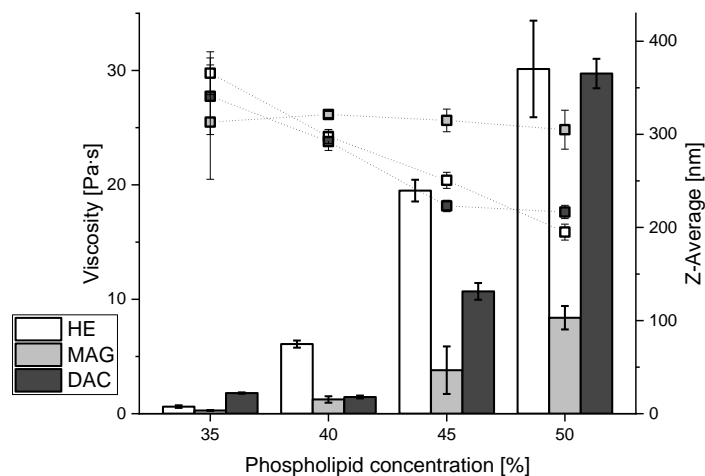 Viscosity [Pa·s]
30
20
10
0
400
300
200
100
0
Z-Average [nm]
HE
MAG
DAC
35 40 45 50
Phospholipid concentration [%]